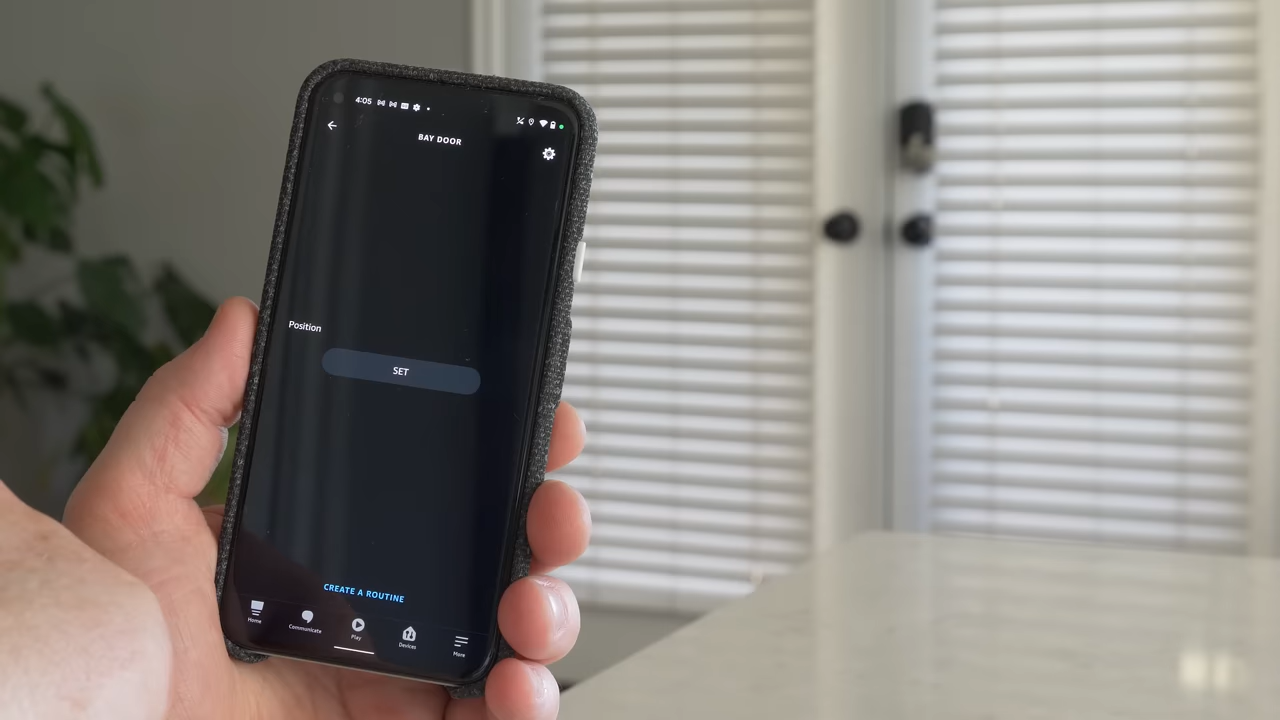 4:05
BAY DOOR
Position
SET
CREATE A ROUTINE
Home
Communicate
Play
Devices
More